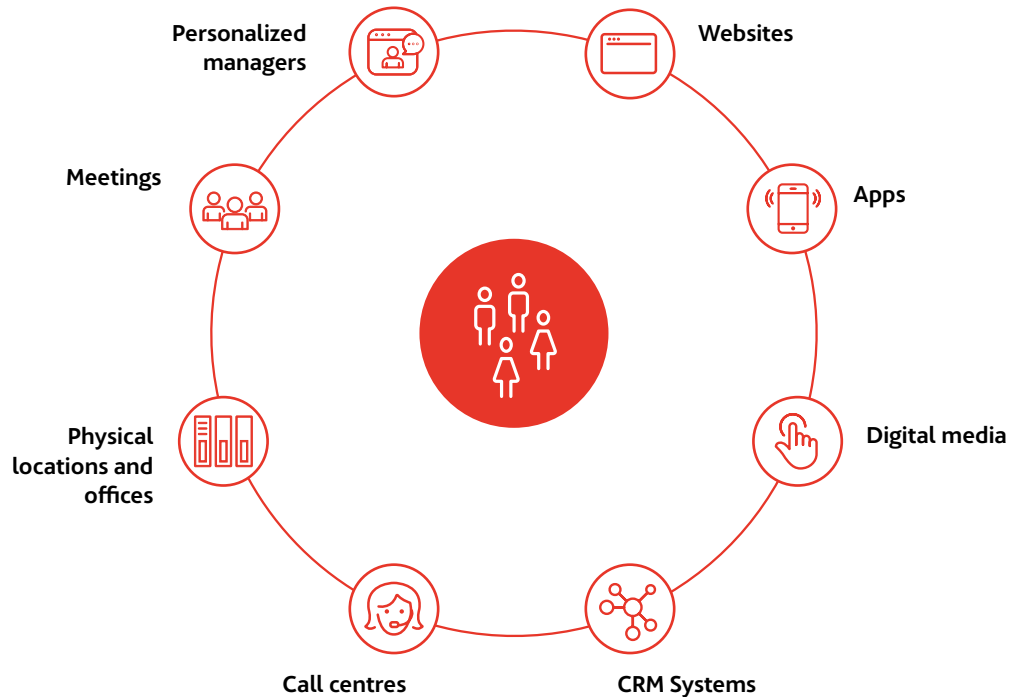 Personalized
managers
Websites
Meetings
Apps
Physical
locations and
offices
Digital media
Call centres
CRM Systems